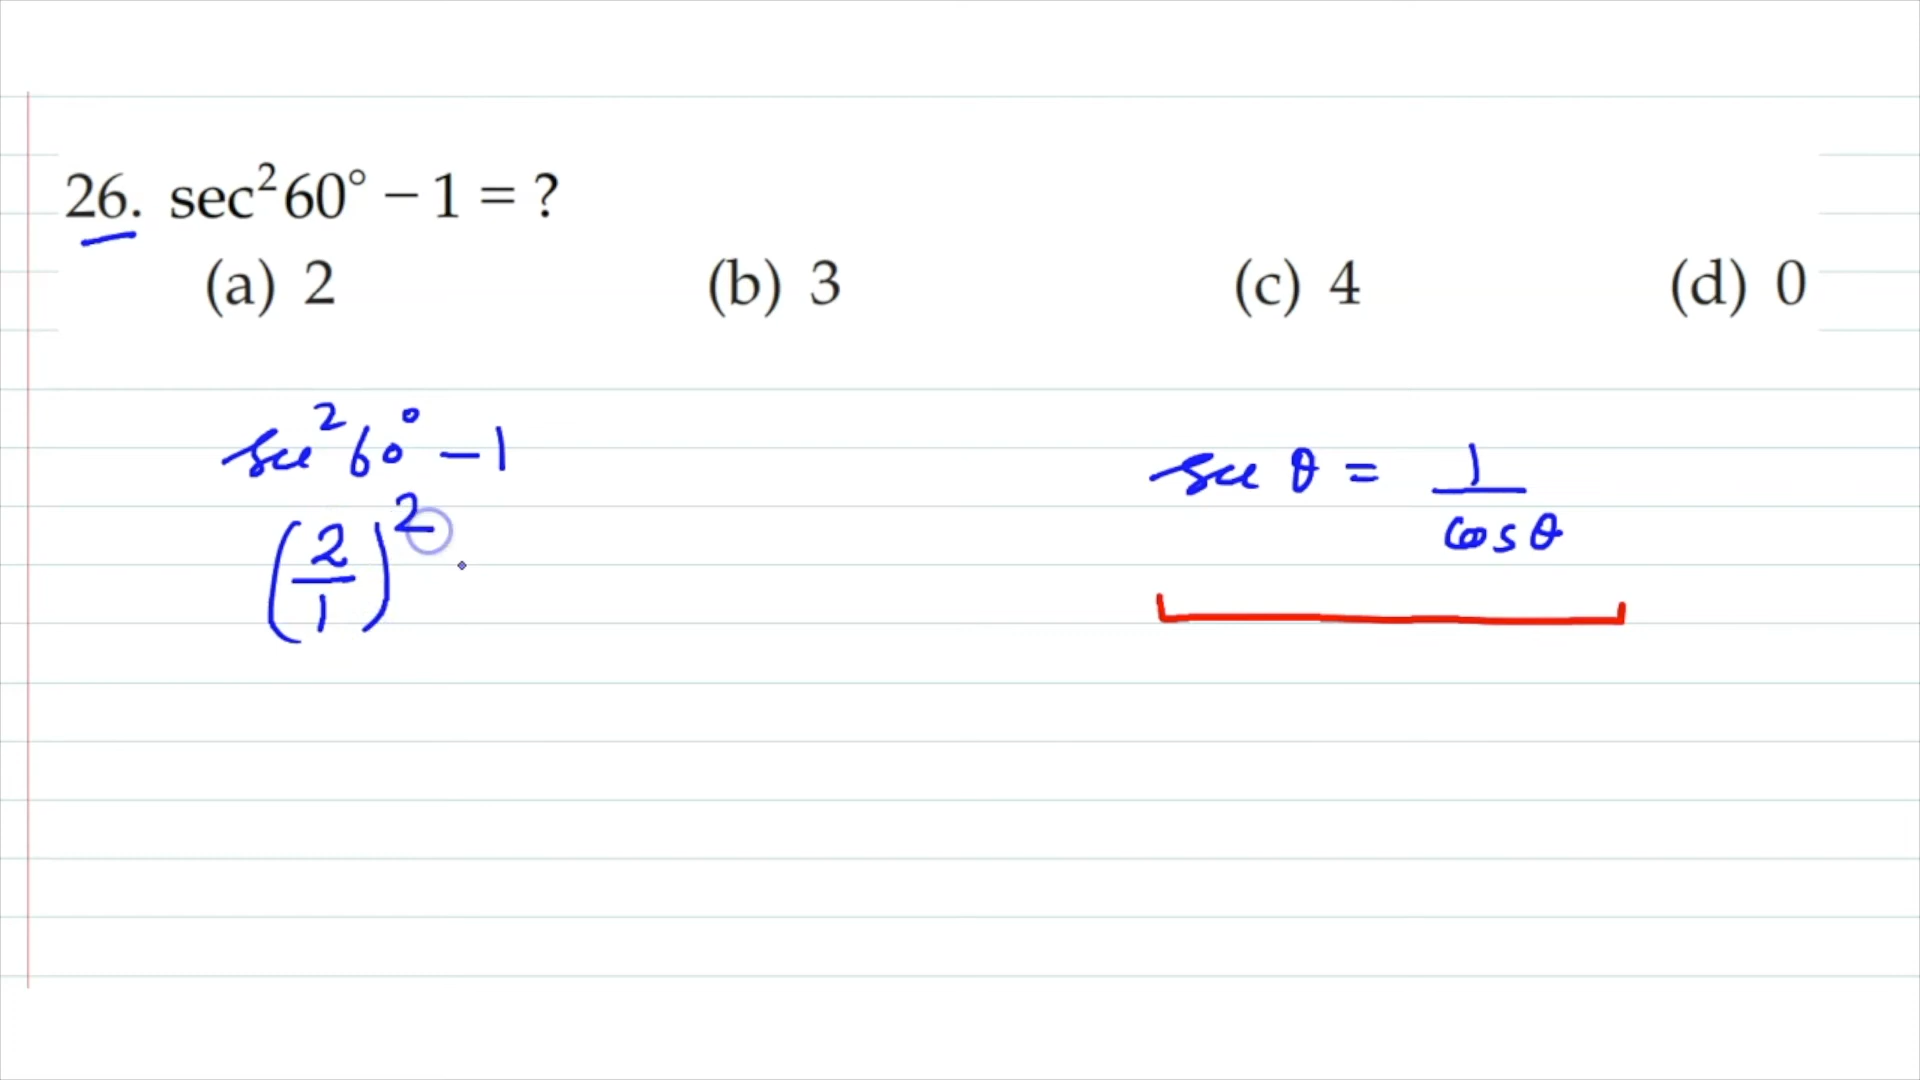 26. sec²60° − 1 = ?
(a) 2 (b) 3 (c) 4 (d) 0
sec²60° − 1
(2/1)²
sec θ = 1/cos θ